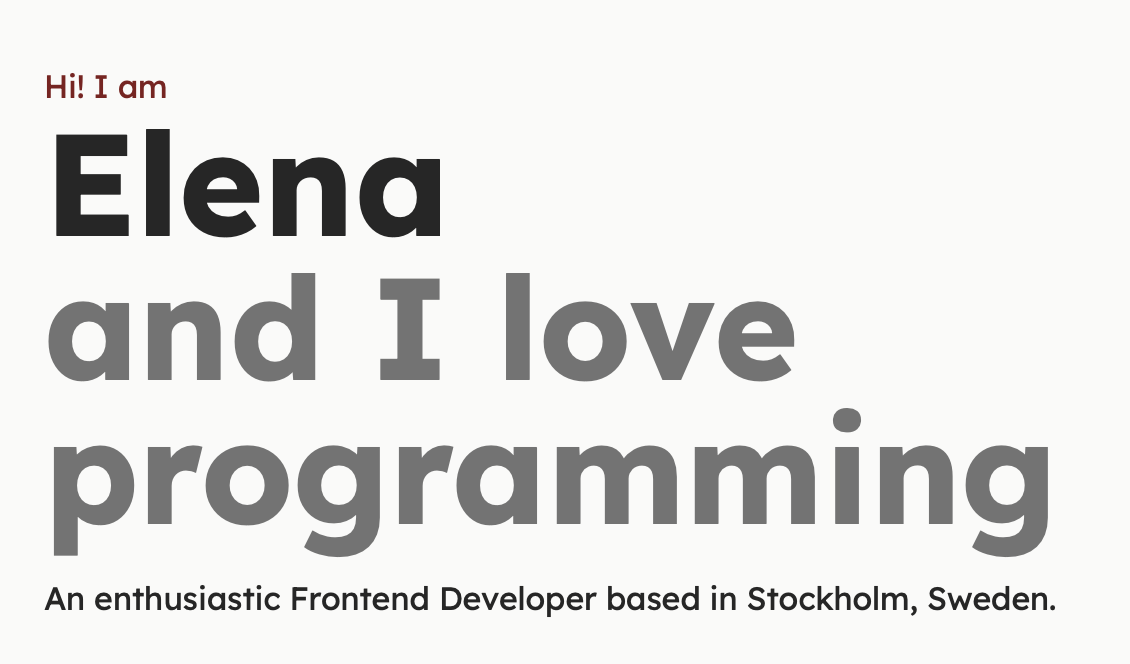 Hi! I am
Elena
and I love
programming
An enthusiastic Frontend Developer based in Stockholm, Sweden.